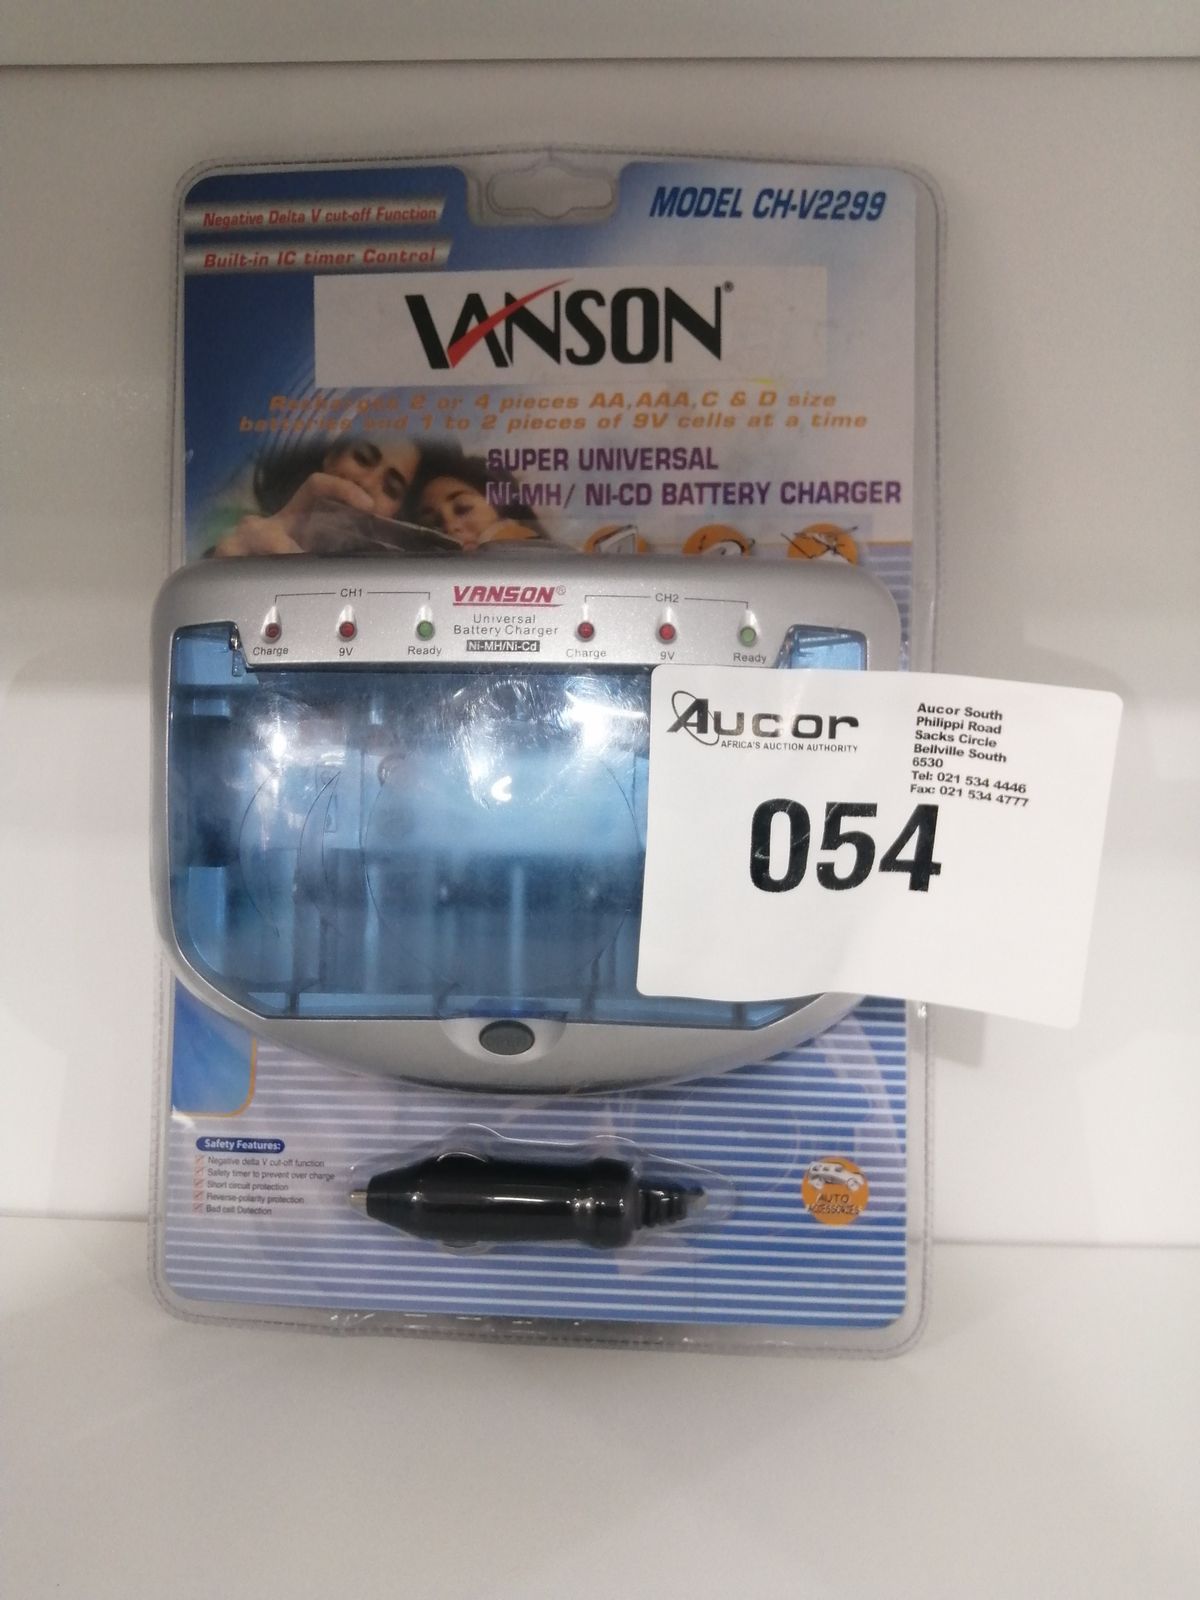 Negative Delta V cut-off Function
Built-in IC timer Control
MODEL CH-V2299
VANSON®
Recharges 2 or 4 pieces AA,AAA,C & D size
batteries and 1 to 2 pieces of 9V cells at a time
SUPER UNIVERSAL
NI-MH/ NI-CD BATTERY CHARGER
CH1
VANSON®
CH2
Universal
Battery Charger
Ni-MH/Ni-Cd
Charge
9V
Ready
Charge
9V
Ready
Aucor
AFRICA'S AUCTION AUTHORITY
Aucor South
Philippi Road
Sacks Circle
Bellville South
6530
Tel: 021 534 4446
Fax: 021 534 4777
054
OPEN
Safety Features:
Negative delta V cut-off function
Safety timer to prevent over charge
Short circuit protection
Reverse-polarity protection
Bad cell Detection
AUTO
ACCESSORIES